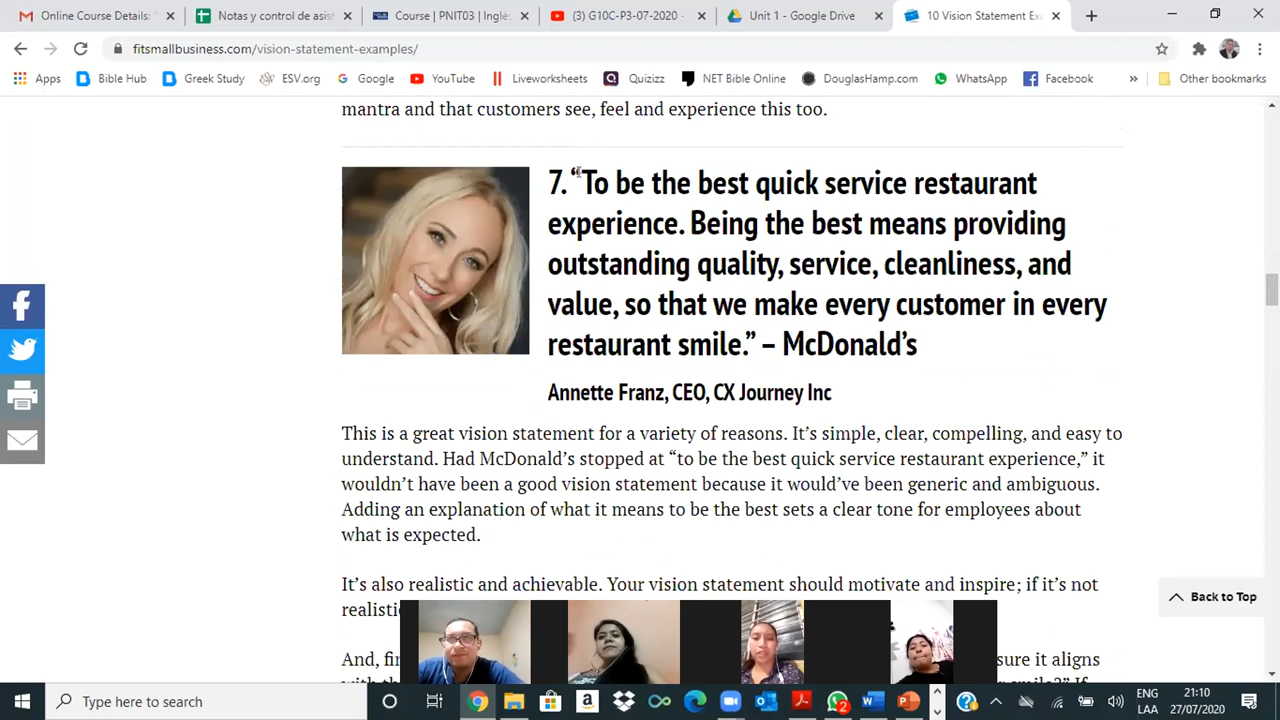 Online Course Details:
Notas y control de asis
Course | PNIT03 | Inglés
(3) G10C-P3-07-2020 -
Unit 1 - Google Drive
10 Vision Statement Exa
fitsmallbusiness.com/vision-statement-examples/
Apps
Bible Hub
Greek Study
ESV.org
Google
YouTube
Liveworksheets
Quizizz
NET Bible Online
DouglasHamp.com
WhatsApp
Facebook
»
Other bookmarks
mantra and that customers see, feel and experience this too.
7. “To be the best quick service restaurant
experience. Being the best means providing
outstanding quality, service, cleanliness, and
value, so that we make every customer in every
restaurant smile.” – McDonald’s
Annette Franz, CEO, CX Journey Inc
This is a great vision statement for a variety of reasons. It’s simple, clear, compelling, and easy to
understand. Had McDonald’s stopped at “to be the best quick service restaurant experience,” it
wouldn’t have been a good vision statement because it would’ve been generic and ambiguous.
Adding an explanation of what it means to be the best sets a clear tone for employees about
what is expected.
It’s also realistic and achievable. Your vision statement should motivate and inspire; if it’s not
Back to Top
And,
sure it aligns
Type here to search
2
ENG
LAA
21:10
27/07/2020